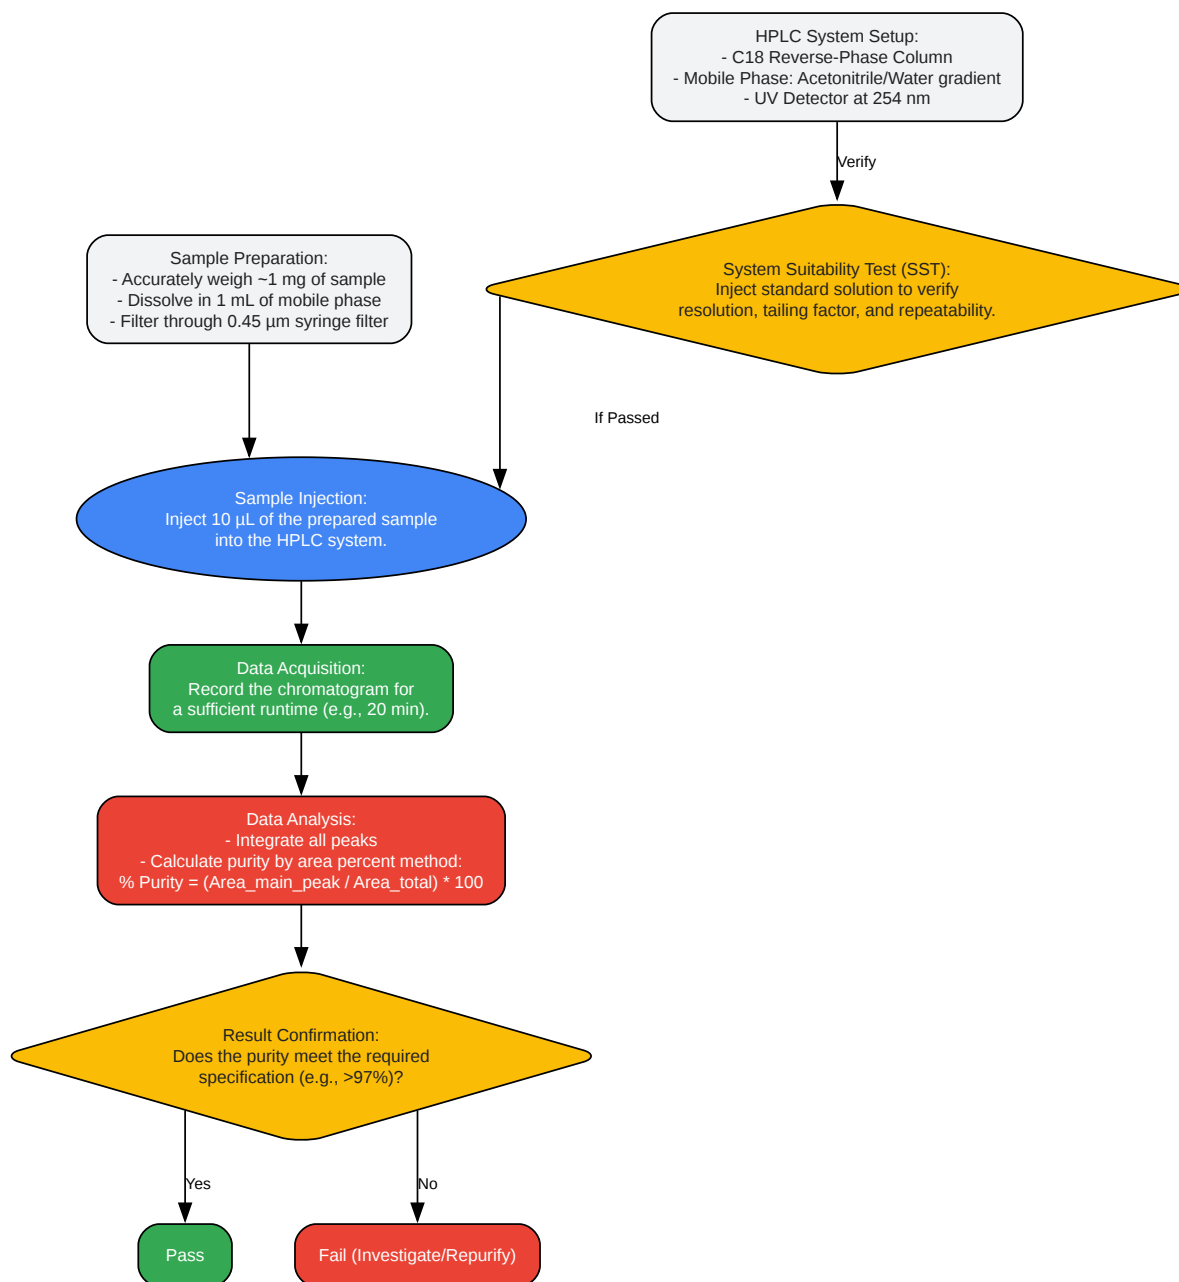 HPLC System Setup:
- C18 Reverse-Phase Column
- Mobile Phase: Acetonitrile/Water gradient
- UV Detector at 254 nm
Verify
Sample Preparation:
- Accurately weigh ~1 mg of sample
- Dissolve in 1 mL of mobile phase
- Filter through 0.45 µm syringe filter
System Suitability Test (SST):
Inject standard solution to verify
resolution, tailing factor, and repeatability.
If Passed
Sample Injection:
Inject 10 µL of the prepared sample
into the HPLC system.
Data Acquisition:
Record the chromatogram for
a sufficient runtime (e.g., 20 min).
Data Analysis:
- Integrate all peaks
- Calculate purity by area percent method:
% Purity = (Area_main_peak / Area_total) * 100
Result Confirmation:
Does the purity meet the required
specification (e.g., >97%)?
Yes
No
Pass
Fail (Investigate/Repurify)